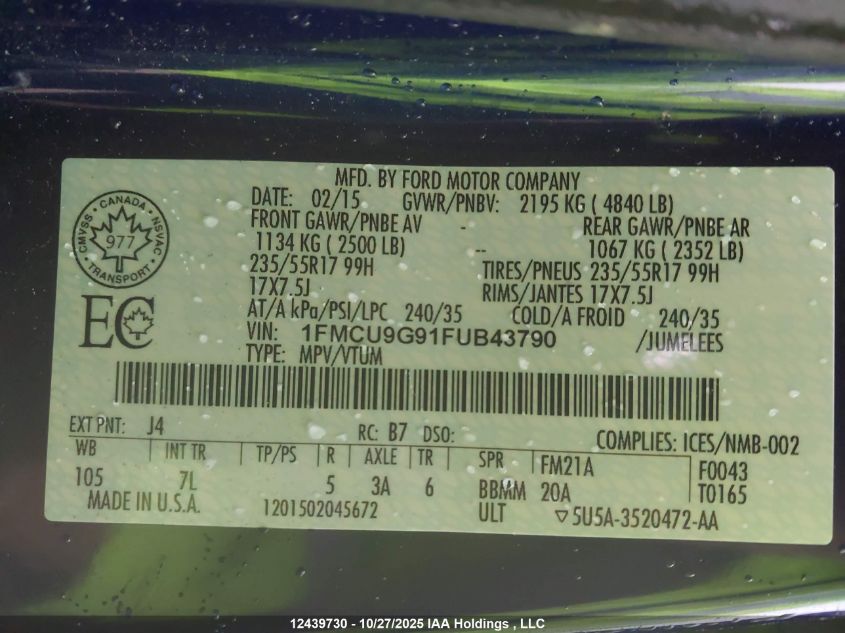 MFD. BY FORD MOTOR COMPANY
DATE: 02/15 GVWR/PNBV: 2195 KG ( 4840 LB)
FRONT GAWR/PNBE AV - REAR GAWR/PNBE AR
1134 KG ( 2500 LB) -- 1067 KG ( 2352 LB)
235/55R17 99H TIRES/PNEUS 235/55R17 99H
17X7.5J RIMS/JANTES 17X7.5J
AT/A kPa/PSI/LPC 240/35 COLD/A FROID 240/35
VIN: 1FMCU9G91FUB43790 /JUMELEES
TYPE: MPV/VTUM
CANADA
CMVSS 977 NSVAC
TRANSPORT
EC
EXT PNT: J4 RC: B7 DSO: COMPLIES: ICES/NMB-002
WB INT TR TP/PS R AXLE TR SPR FM21A F0043
105 7L 5 3A 6 BBMM 20A T0165
MADE IN U.S.A. 1201502045672 ULT ▽5U5A-3520472-AA
12439730 - 10/27/2025 IAA Holdings , LLC